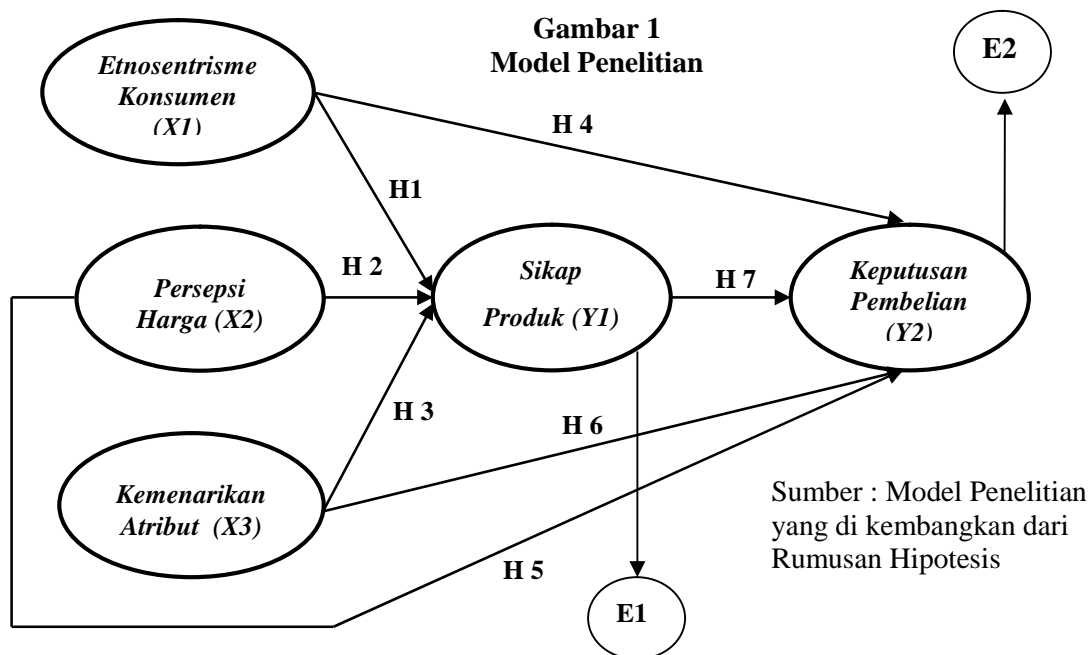 Gambar 1
Model Penelitian
E2
Etnosentrisme
Konsumen
(X1)
H 4
H1
Persepsi
Harga (X2)
H 2
Sikap
Produk (Y1)
H 7
Keputusan
Pembelian
(Y2)
H 3
H 6
Kemenarikan
Atribut (X3)
H 5
Sumber : Model Penelitian
yang di kembangkan dari
Rumusan Hipotesis
E1